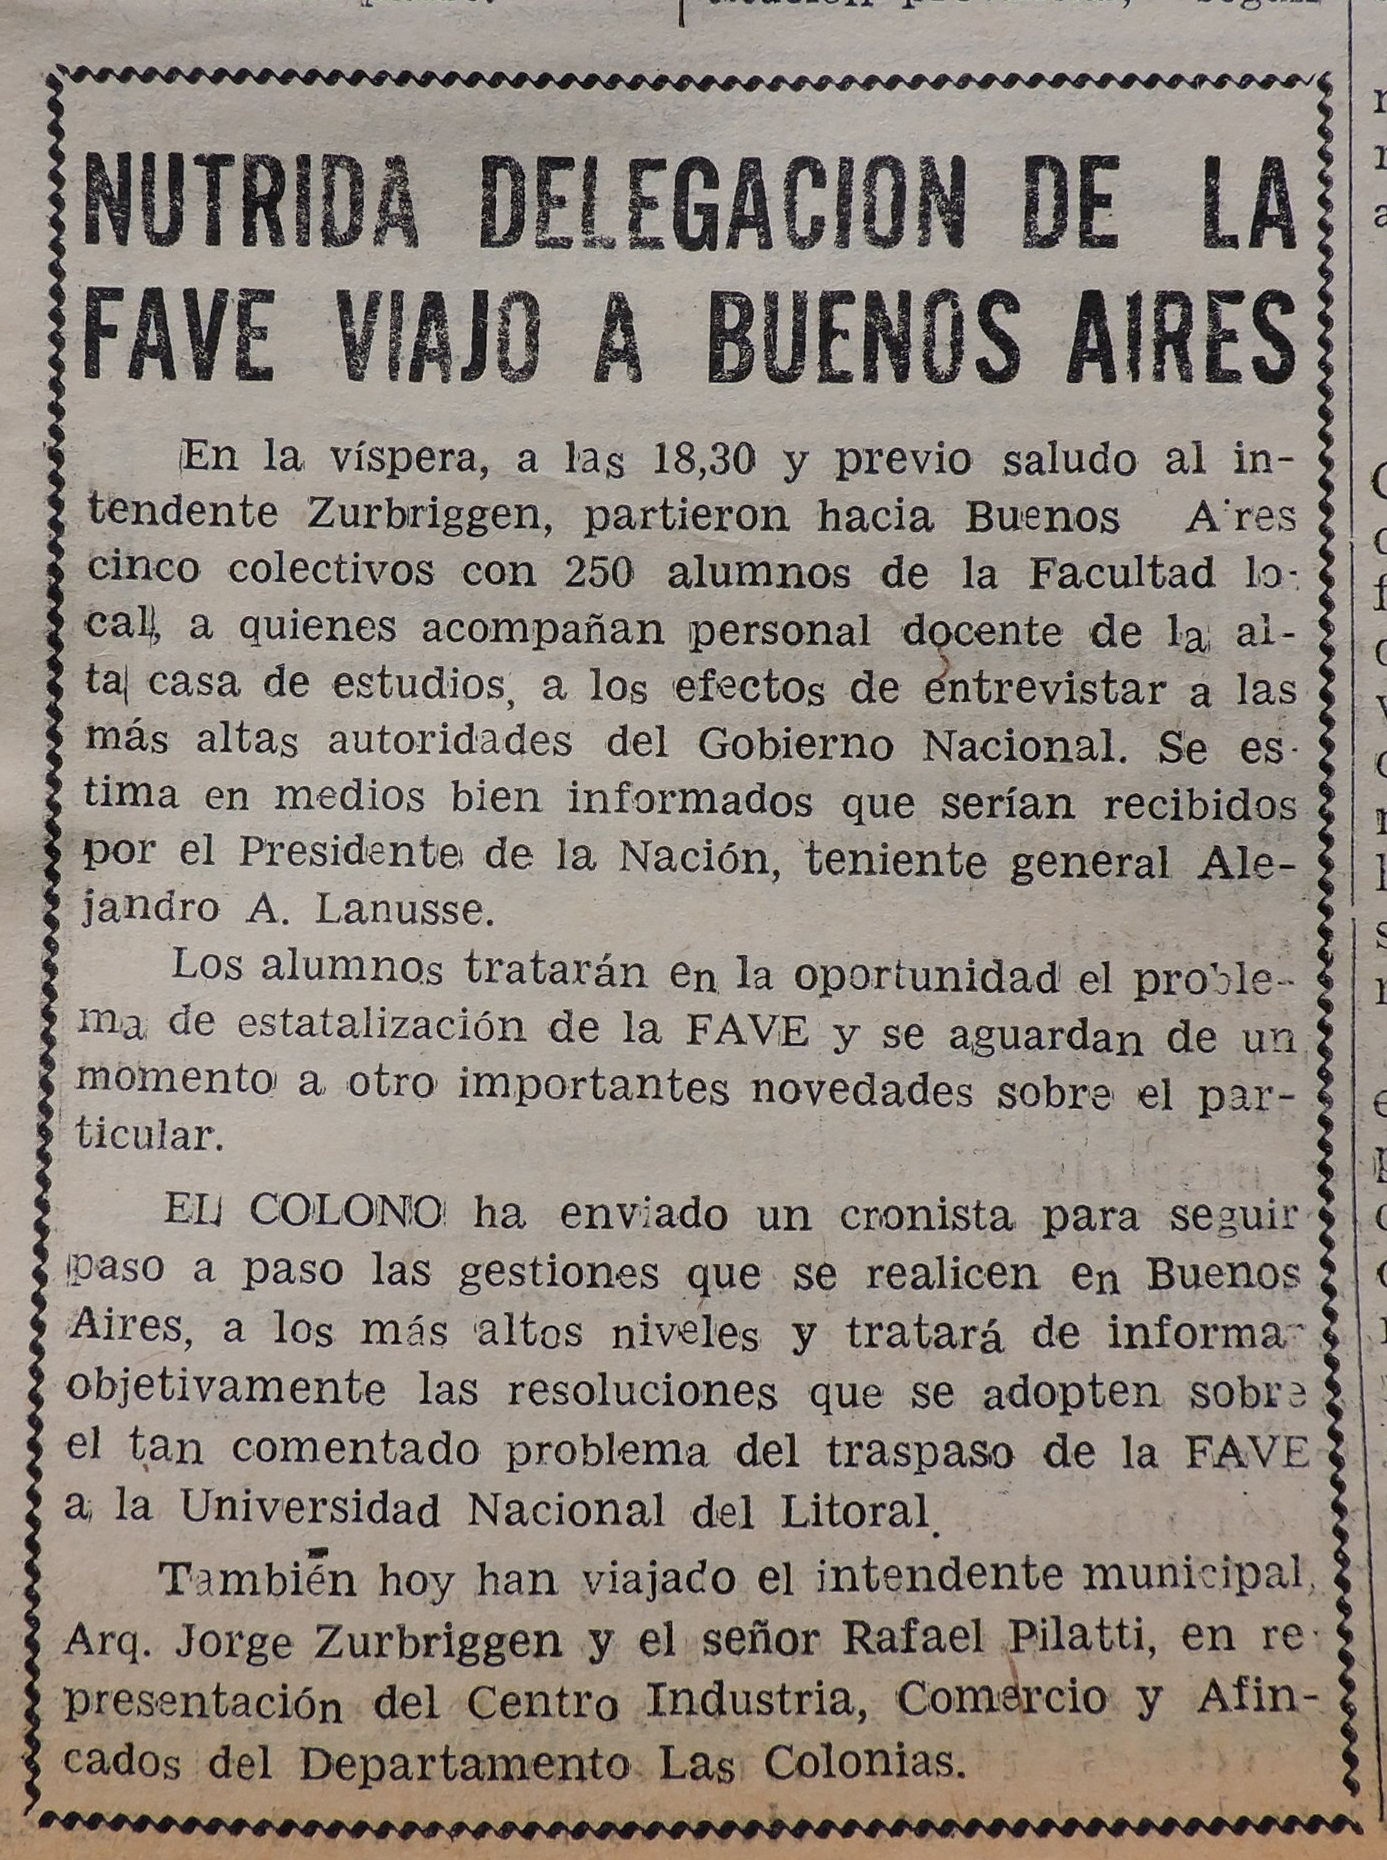 NUTRIDA DELEGACION DE LA
FAVE VIAJO A BUENOS AIRES
En la víspera, a las 18,30 y previo saludo al in-
tendente Zurbriggen, partieron hacia Buenos Aires
cinco colectivos con 250 alumnos de la Facultad lo-
cal, a quienes acompañan personal docente de la al-
ta casa de estudios, a los efectos de entrevistar a las
más altas autoridades del Gobierno Nacional. Se es-
tima en medios bien informados que serían recibidos
por el Presidente de la Nación, teniente general Ale-
jandro A. Lanusse.
Los alumnos tratarán en la oportunidad el proble-
ma de estatalización de la FAVE y se aguardan de un
momento a otro importantes novedades sobre el par-
ticular.
EL COLONO ha enviado un cronista para seguir
paso a paso las gestiones que se realicen en Buenos
Aires, a los más altos niveles y tratará de informar
objetivamente las resoluciones que se adopten sobre
el tan comentado problema del traspaso de la FAVE
a la Universidad Nacional del Litoral.
También hoy han viajado el intendente municipal,
Arq. Jorge Zurbriggen y el señor Rafael Pilatti, en re-
presentación del Centro Industria, Comercio y Afin-
cados del Departamento Las Colonias.